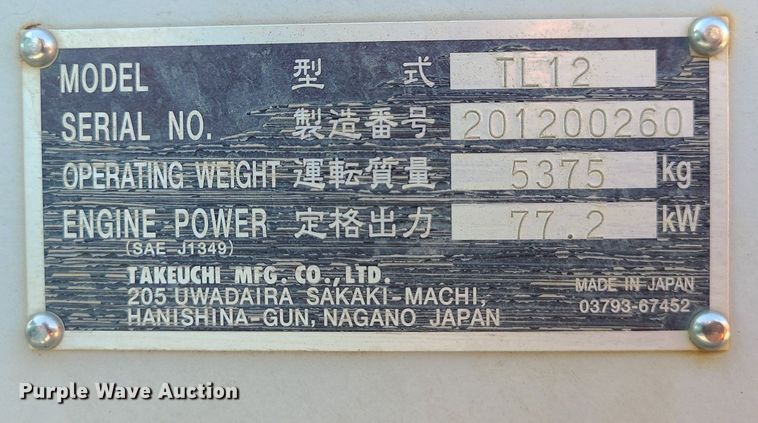 MODEL 型式 TL12
SERIAL NO. 製造番号 201200260
OPERATING WEIGHT 運転質量 5375 kg
ENGINE POWER 定格出力 77.2 kW
(SAE J1349)
TAKEUCHI MFG. CO., LTD.
205 UWADAIRA SAKAKI-MACHI,
HANISHINA-GUN, NAGANO JAPAN
MADE IN JAPAN
03793-67452
Purple Wave Auction